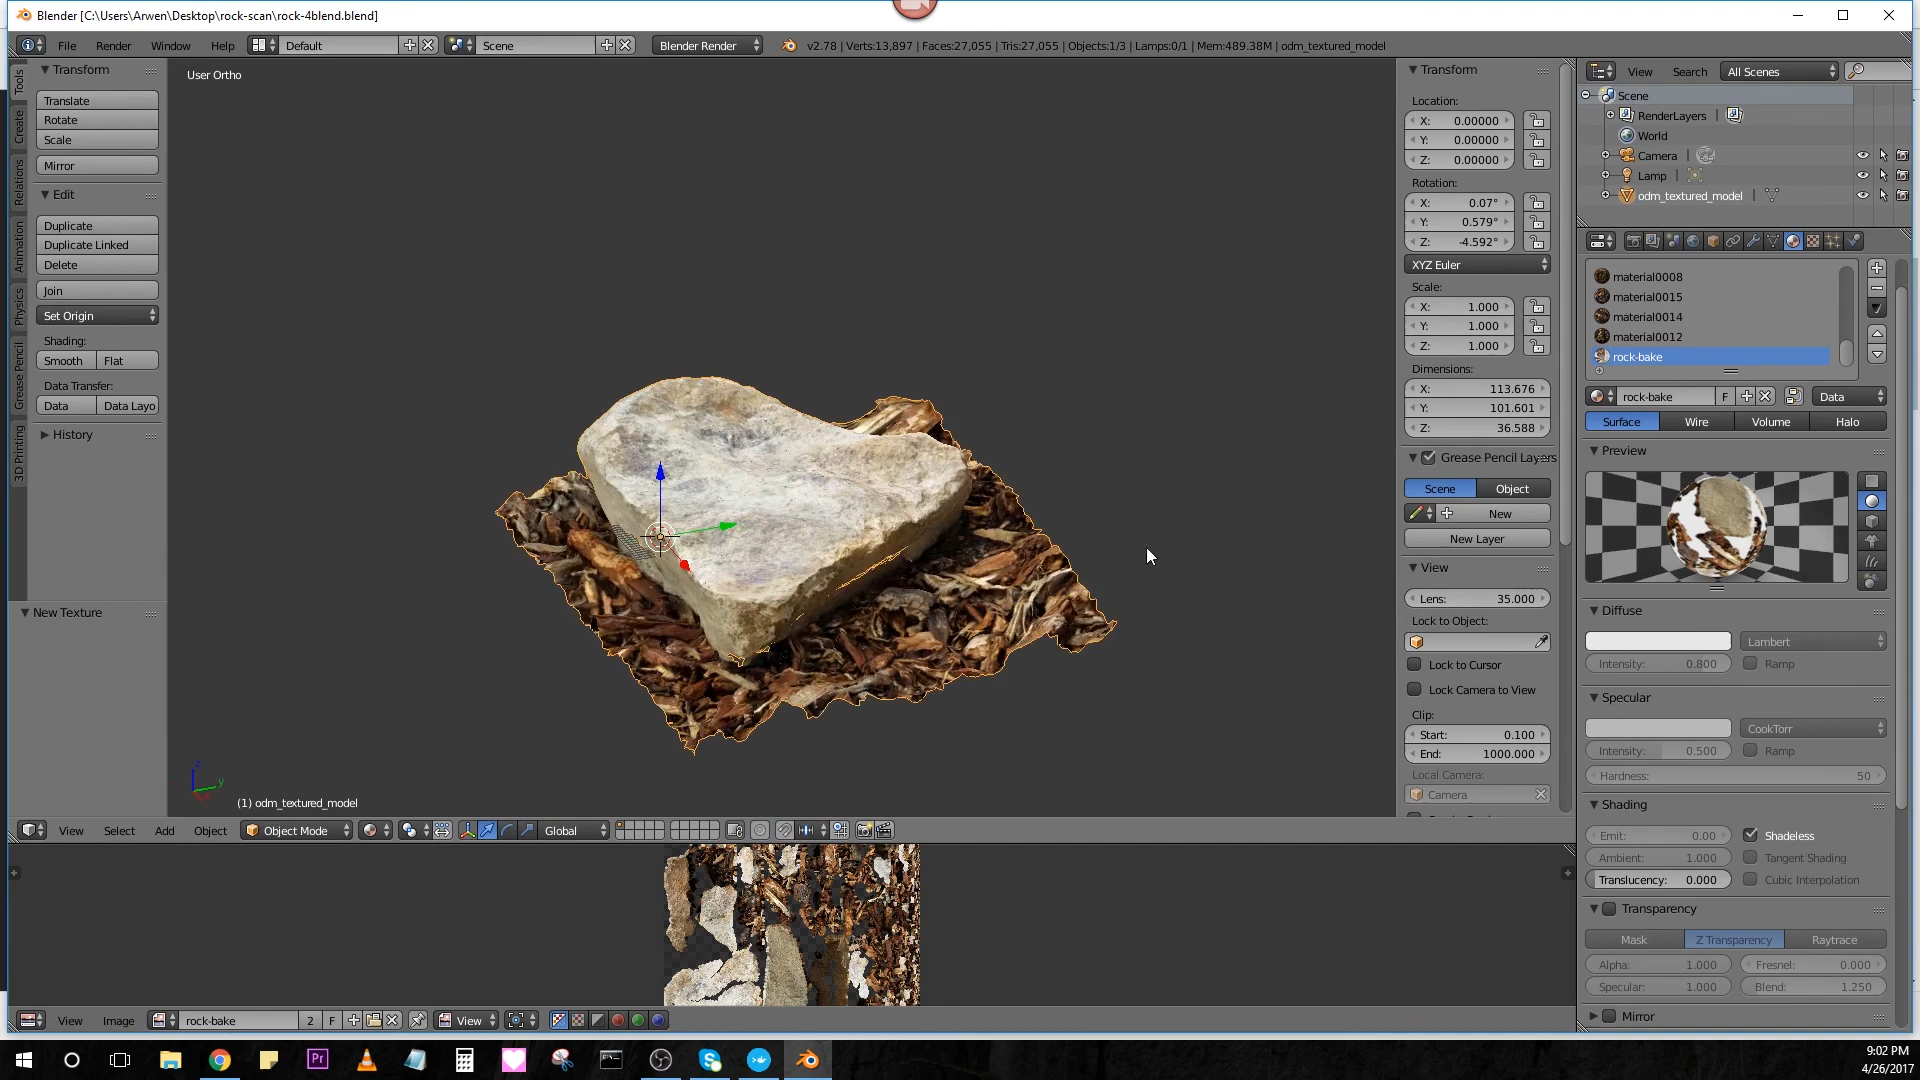 Blender [C:\Users\Arwen\Desktop\rock-scan\rock-4blend.blend]
File Render Window Help Default Scene Blender Render v2.78 | Verts:13,897 | Faces:27,055 | Tris:27,055 | Objects:1/3 | Lamps:0/1 | Mem:489.38M | odm_textured_model
Tools
Create
Relations
Animation
Physics
Grease Pencil
3D Printing
Transform
Translate
Rotate
Scale
Mirror
Edit
Duplicate
Duplicate Linked
Delete
Join
Set Origin
Shading:
Smooth Flat
Data Transfer:
Data Data Layo
History
New Texture
User Ortho
z
y
(1) odm_textured_model
Transform
Location:
X: 0.00000
Y: 0.00000
Z: 0.00000
Rotation:
X: 0.07°
Y: 0.579°
Z: -4.592°
XYZ Euler
Scale:
X: 1.000
Y: 1.000
Z: 1.000
Dimensions:
X: 113.676
Y: 101.601
Z: 36.588
Grease Pencil Layers
Scene Object
New
New Layer
View
Lens: 35.000
Lock to Object:
Lock to Cursor
Lock Camera to View
Clip:
Start: 0.100
End: 1000.000
Local Camera:
Camera
View Search All Scenes
Scene
RenderLayers |
World
Camera |
Lamp |
odm_textured_model |
material0008
material0015
material0014
material0012
rock-bake
rock-bake F Data
Surface Wire Volume Halo
Preview
Diffuse
Lambert
Intensity: 0.800 Ramp
Specular
CookTorr
Intensity: 0.500 Ramp
Hardness: 50
Shading
Emit: 0.00 Shadeless
Ambient: 1.000 Tangent Shading
Translucency: 0.000 Cubic Interpolation
Transparency
Mask Z Transparency Raytrace
Alpha: 1.000 Fresnel: 0.000
Specular: 1.000 Blend: 1.250
Mirror
View Select Add Object Object Mode Global
View Image rock-bake 2 F View
Pr
9:02 PM
4/26/2017